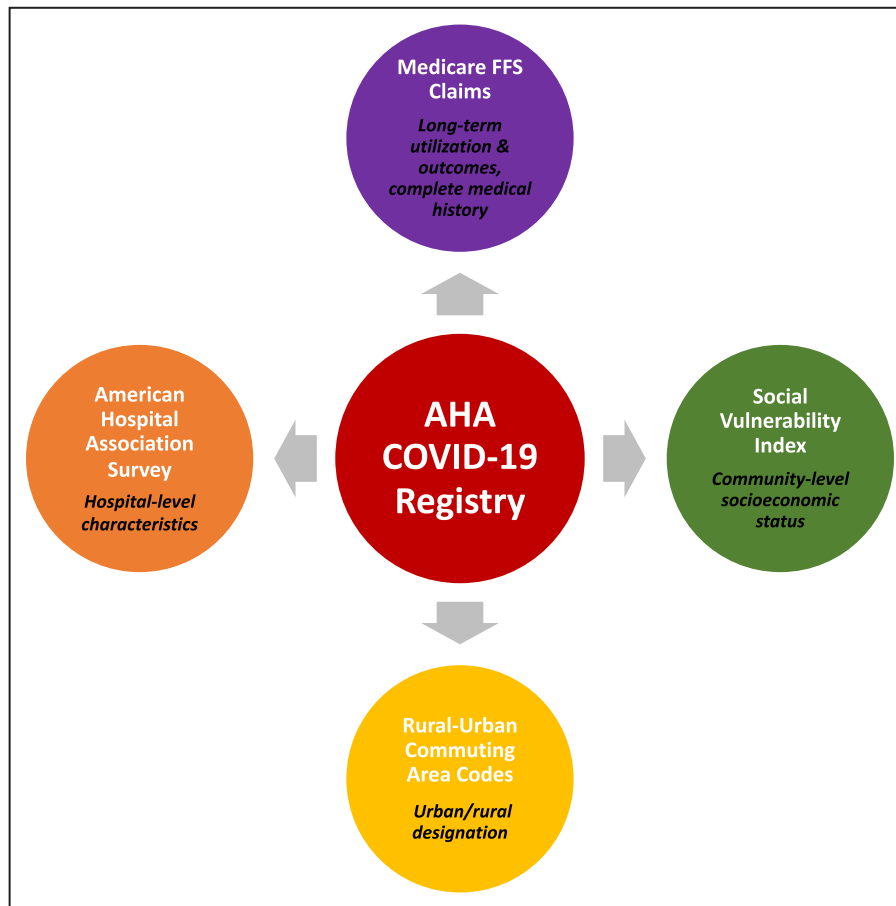 Medicare FFS
Claims
Long-term
utilization &
outcomes,
complete medical
history
American
Hospital
Association
Survey
Hospital-level
characteristics
AHA
COVID-19
Registry
Social
Vulnerability
Index
Community-level
socioeconomic
status
Rural-Urban
Commuting
Area Codes
Urban/rural
designation